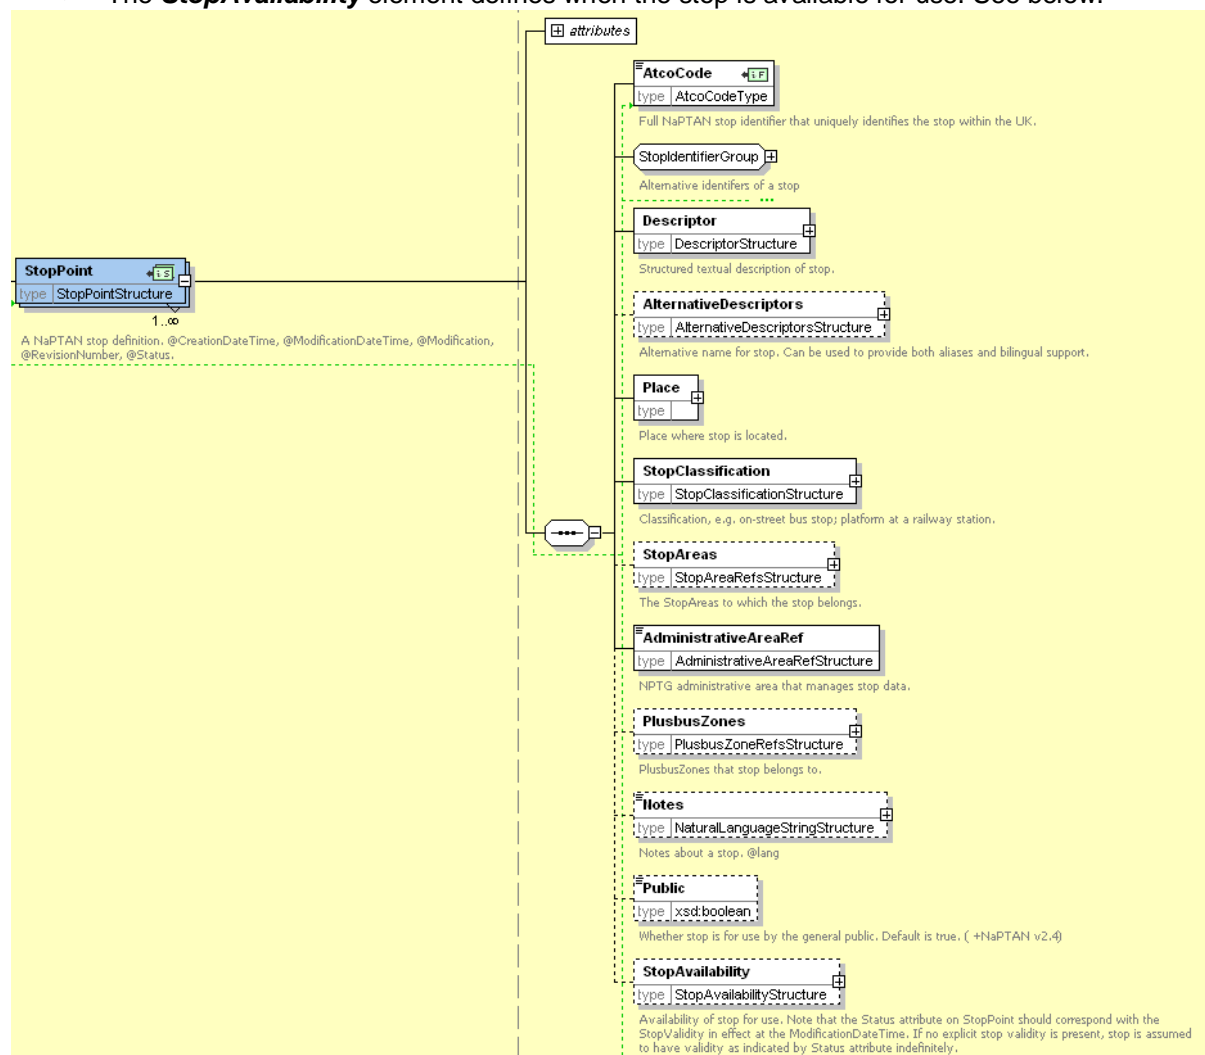 The StopAvailability element defines when the stop is available for use. See below.
attributes
AtcoCode
type AtcoCodeType
Full NaPTAN stop identifier that uniquely identifies the stop within the UK.
StopIdentifierGroup
Alternative identifers of a stop
Descriptor
type DescriptorStructure
Structured textual description of stop.
StopPoint
type StopPointStructure
1..∞
A NaPTAN stop definition. @CreationDateTime, @ModificationDateTime, @Modification,
@RevisionNumber, @Status.
AlternativeDescriptors
type AlternativeDescriptorsStructure
Alternative name for stop. Can be used to provide both aliases and bilingual support.
Place
type
Place where stop is located.
StopClassification
type StopClassificationStructure
Classification, e.g. on-street bus stop; platform at a railway station.
StopAreas
type StopAreaRefsStructure
The StopAreas to which the stop belongs.
AdministrativeAreaRef
type AdministrativeAreaRefStructure
NPTG administrative area that manages stop data.
PlusbusZones
type PlusbusZoneRefsStructure
PlusbusZones that stop belongs to.
Notes
type NaturalLanguageStringStructure
Notes about a stop. @lang
Public
type xsd:boolean
Whether stop is for use by the general public. Default is true. ( +NaPTAN v2.4)
StopAvailability
type StopAvailabilityStructure
Availability of stop for use. Note that the Status attribute on StopPoint should correspond with the
StopValidity in effect at the ModificationDateTime. If no explicit stop validity is present, stop is assumed
to have validity as indicated by Status attribute indefinitely.